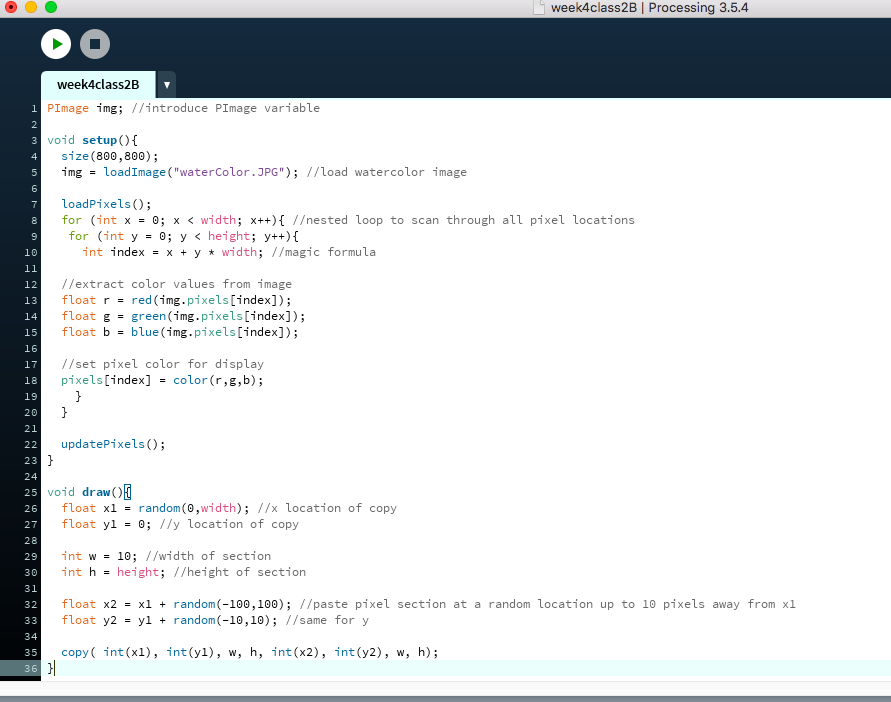 week4class2B | Processing 3.5.4
week4class2B ▼
1 PImage img; //introduce PImage variable
2
3 void setup(){
4   size(800,800);
5   img = loadImage("waterColor.JPG"); //load watercolor image
6
7   loadPixels();
8   for (int x = 0; x < width; x++){ //nested loop to scan through all pixel locations
9    for (int y = 0; y < height; y++){
10      int index = x + y * width; //magic formula
11
12   //extract color values from image
13   float r = red(img.pixels[index]);
14   float g = green(img.pixels[index]);
15   float b = blue(img.pixels[index]);
16
17   //set pixel color for display
18   pixels[index] = color(r,g,b);
19     }
20   }
21
22   updatePixels();
23 }
24
25 void draw(){
26   float x1 = random(0,width); //x location of copy
27   float y1 = 0; //y location of copy
28
29   int w = 10; //width of section
30   int h = height; //height of section
31
32   float x2 = x1 + random(-100,100); //paste pixel section at a random location up to 10 pixels away from x1
33   float y2 = y1 + random(-10,10); //same for y
34
35   copy( int(x1), int(y1), w, h, int(x2), int(y2), w, h);
36 }